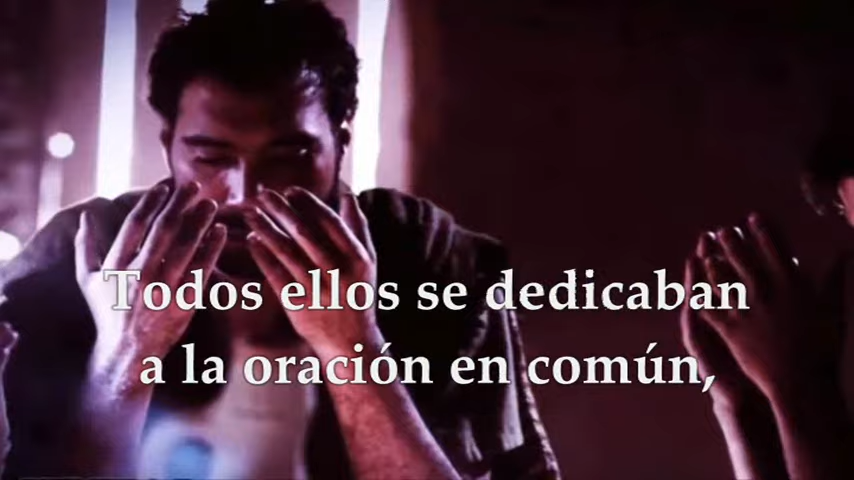 Todos ellos se dedicaban
a la oración en común,